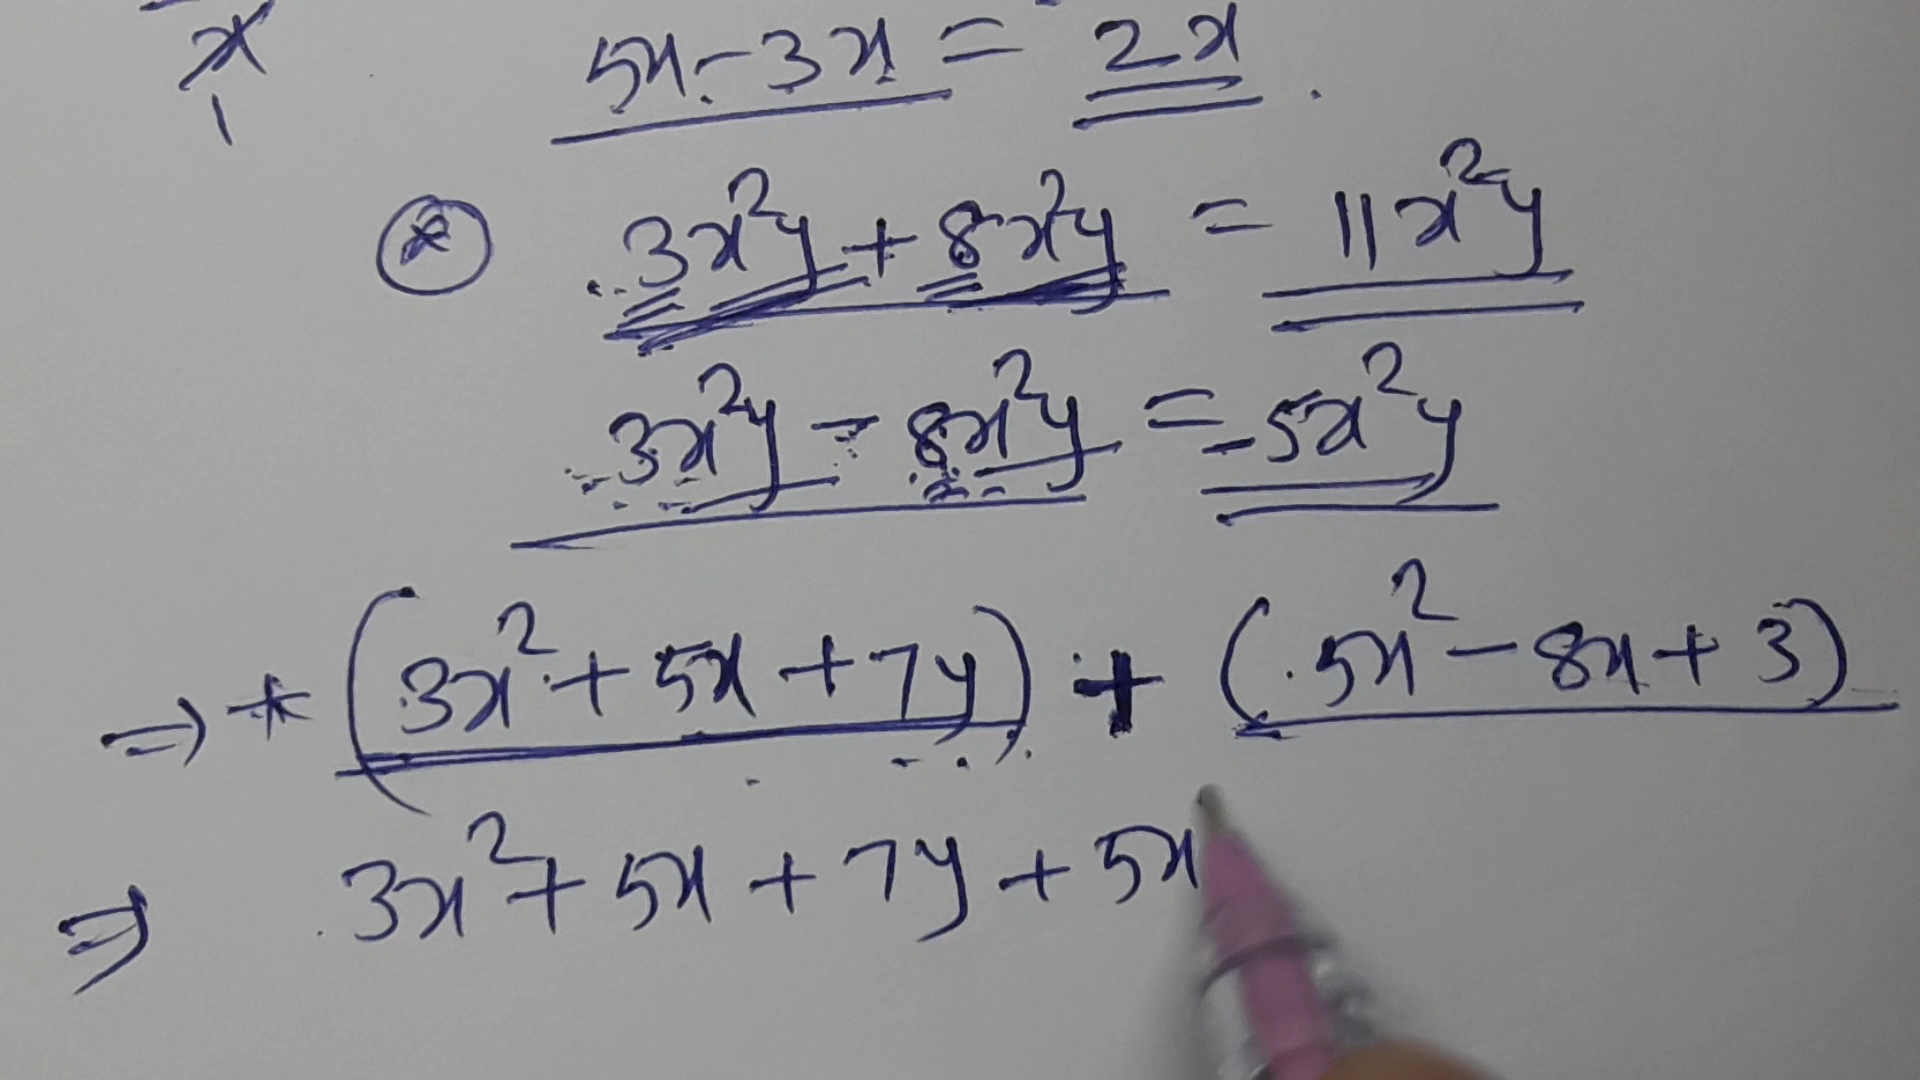 x
1
5x - 3x = 2x.
* 3x²y + 8x²y = 11x²y
3x²y - 8x²y = -5x²y
⇒ * (3x² + 5x + 7y) + (5x² - 8x + 3)
⇒ 3x² + 5x + 7y + 5x